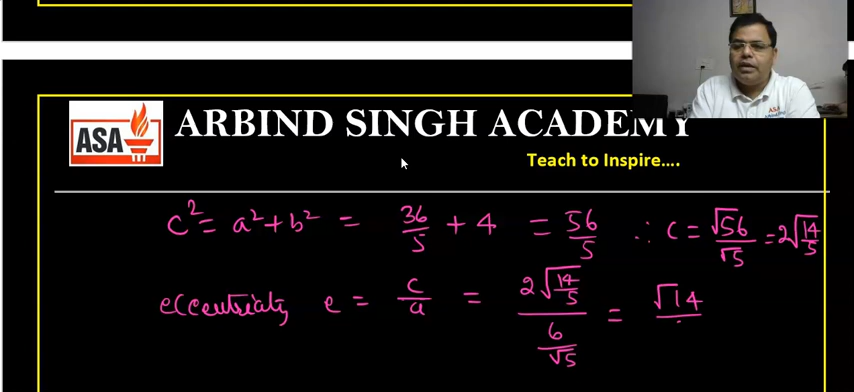 ASA
ARBIND SINGH ACADEMY
Teach to Inspire....
ASA
c² = a² + b² = 36/5 + 4 = 56/5 ∴ c = √56/√5 = 2√(14/5)
eccentricity e = c/a = 2√(14/5) / (6/√5) = √14